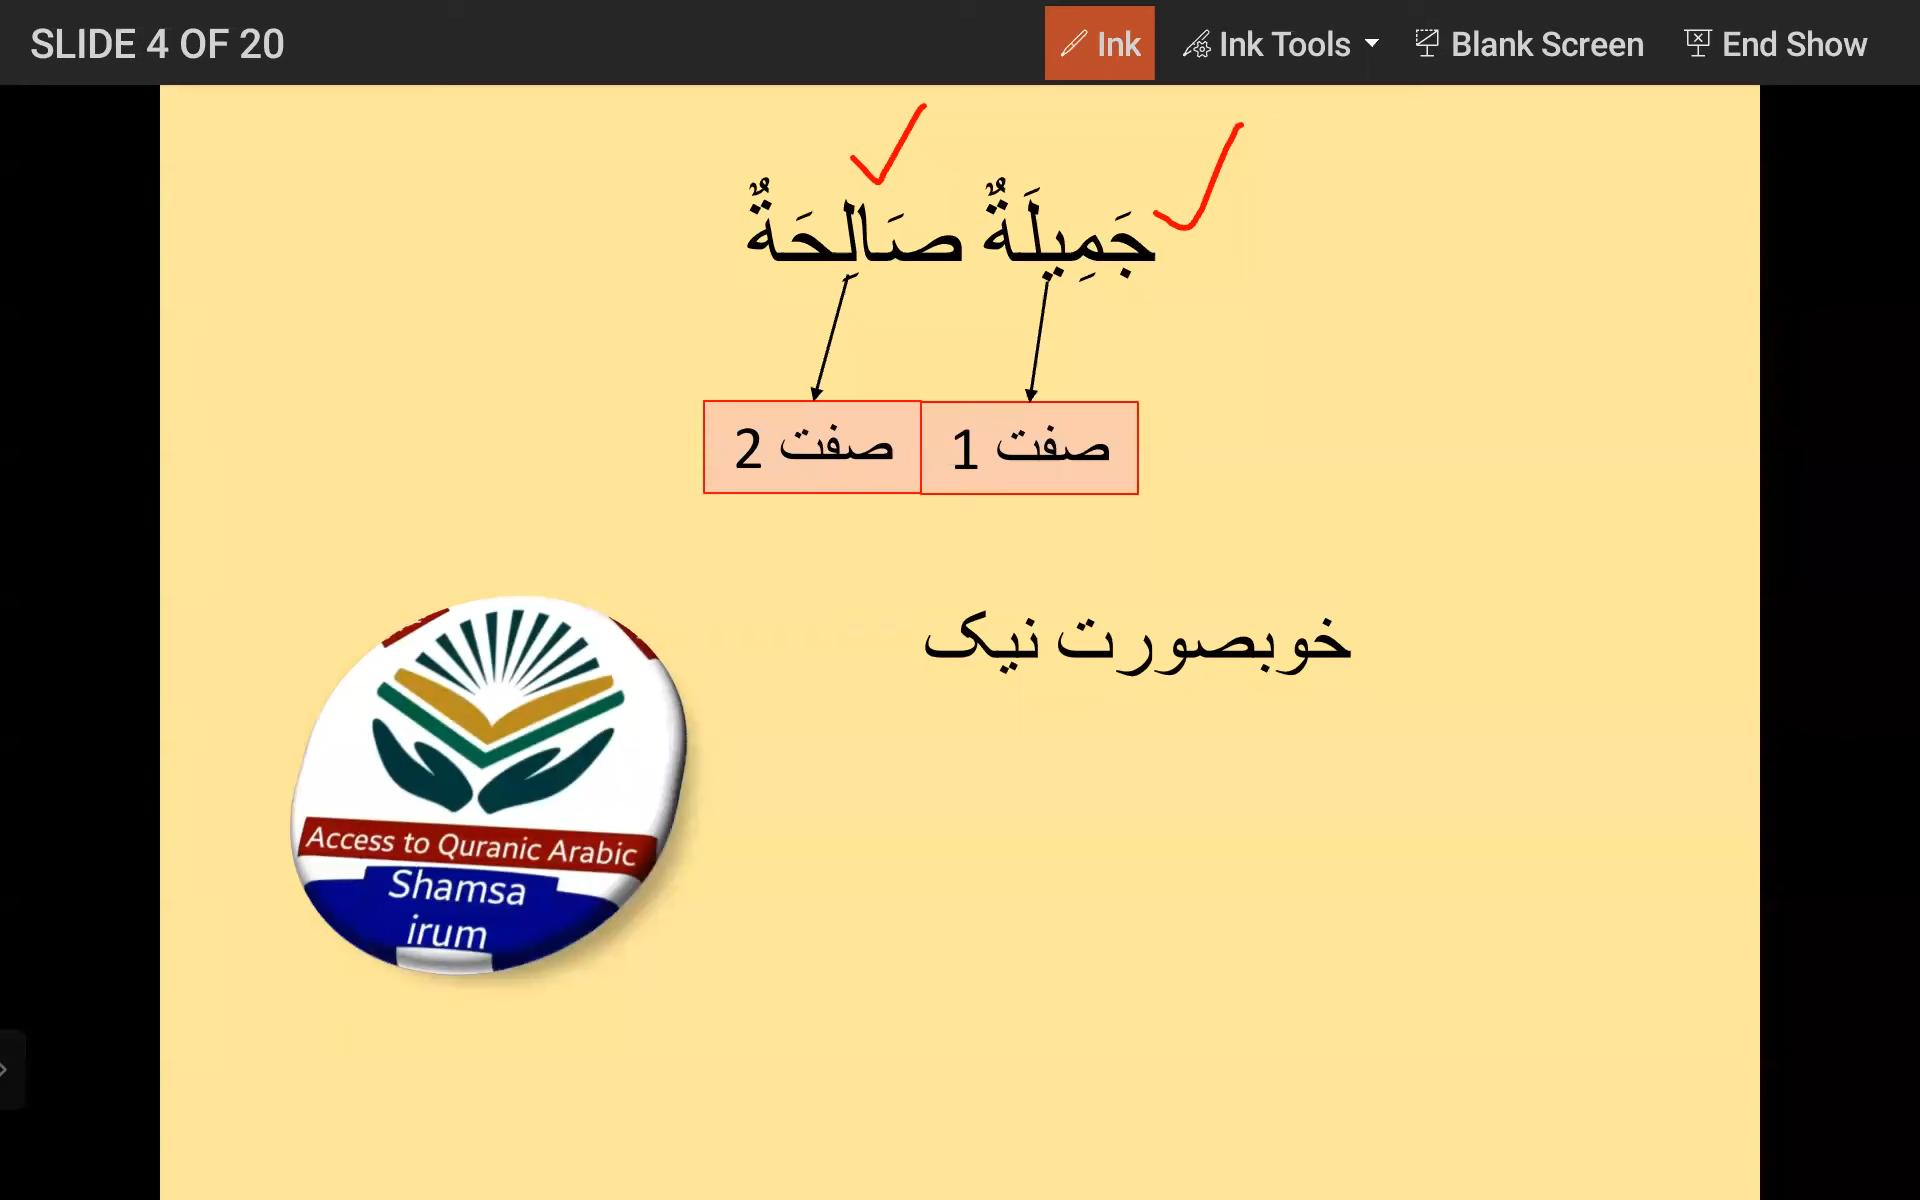 SLIDE 4 OF 20
Ink
Ink Tools
Blank Screen
End Show
جَمِيلَةٌ صَالِحَةٌ
صفت 1
صفت 2
خوبصورت نیک
Access to Quranic Arabic
Shamsa
irum